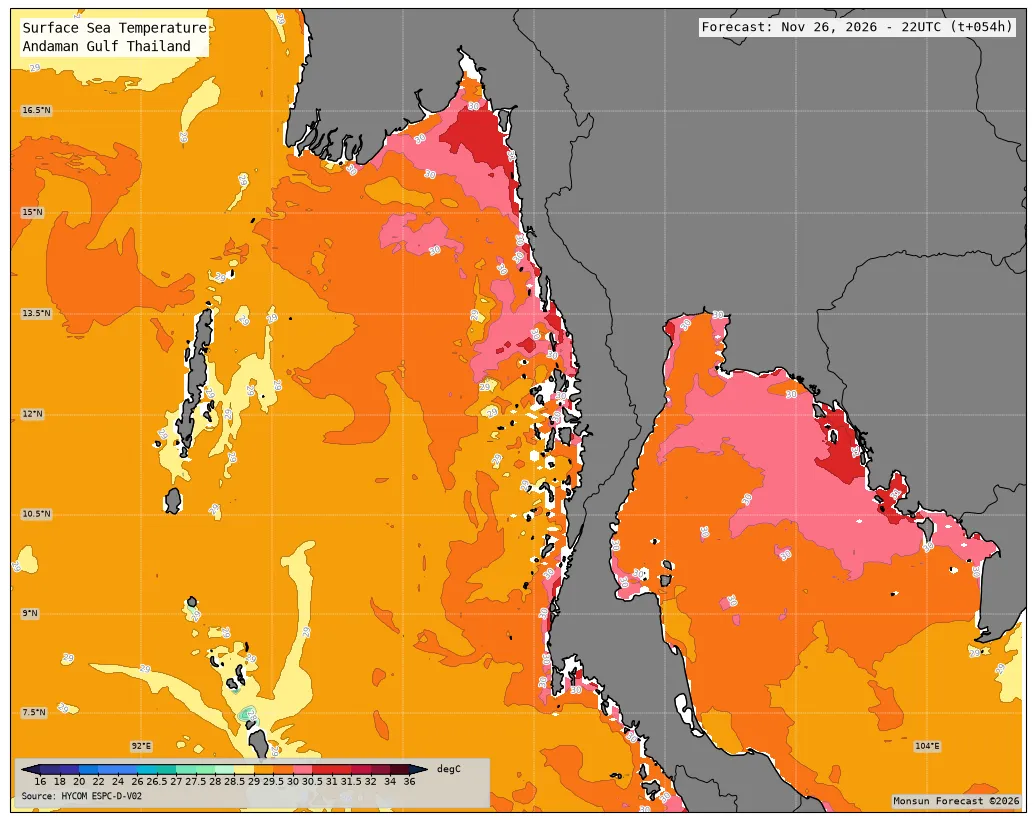 Surface Sea Temperature
Andaman Gulf Thailand
Forecast: Nov 26, 2026 - 22UTC (t+054h)
16.5°N
15°N
13.5°N
12°N
10.5°N
9°N
7.5°N
92°E
104°E
degC
16 18 20 22 24 26 26.5 27 27.5 28 28.5 29 29.5 30 30.5 31 31.5 32 33 34 36
Source: HYCOM ESPC-D-V02
Monsun Forecast ©2026